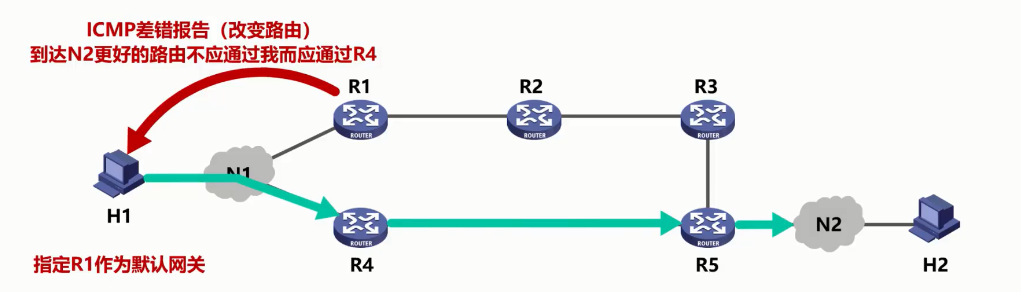 ICMP差错报告（改变路由）
到达N2更好的路由不应通过我而应通过R4
R1
R2
R3
ROUTER
ROUTER
ROUTER
N1
H1
N2
ROUTER
ROUTER
R4
R5
H2
指定R1作为默认网关